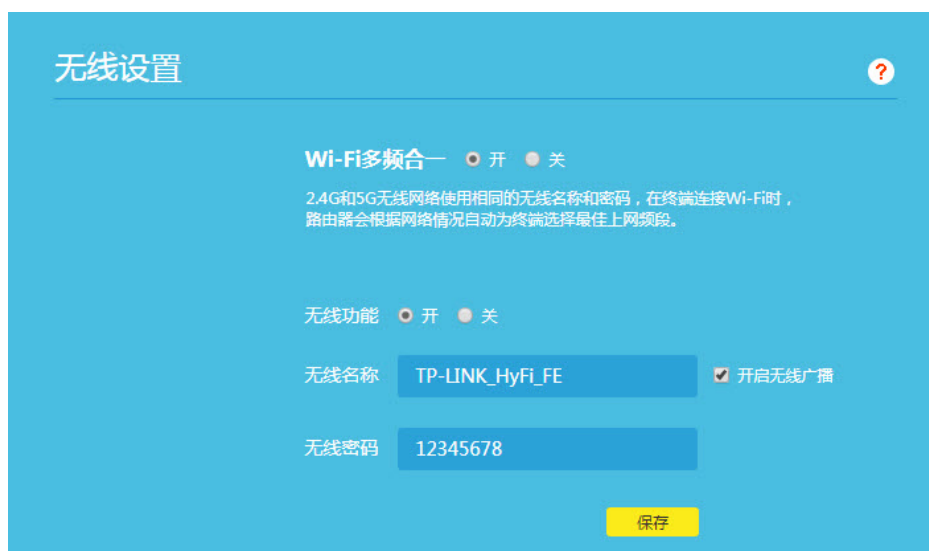 无线设置
?
Wi-Fi多频合一 开 关
2.4G和5G无线网络使用相同的无线名称和密码，在终端连接Wi-Fi时，
路由器会根据网络情况自动为终端选择最佳上网频段。
无线功能 开 关
无线名称 TP-LINK_HyFi_FE 开启无线广播
无线密码 12345678
保存